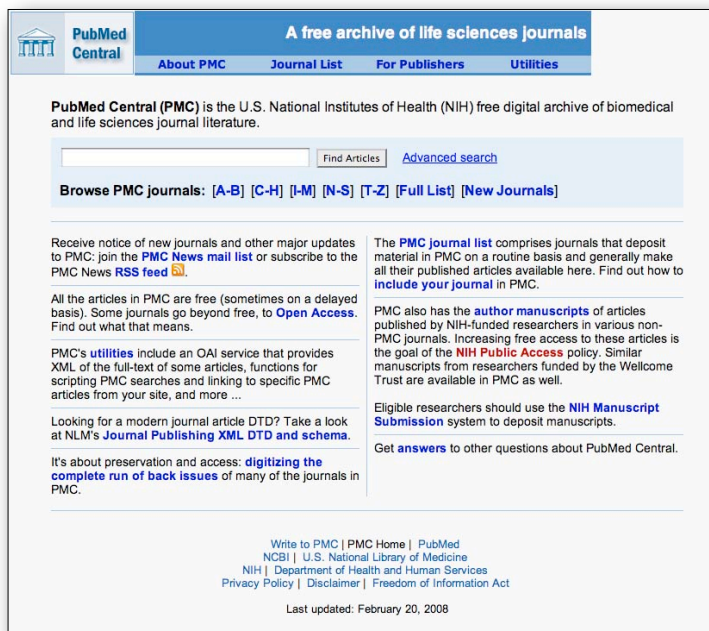 PubMed
Central
A free archive of life sciences journals
About PMC Journal List For Publishers Utilities
PubMed Central (PMC) is the U.S. National Institutes of Health (NIH) free digital archive of biomedical
and life sciences journal literature.
Find Articles Advanced search
Browse PMC journals: [A-B] [C-H] [I-M] [N-S] [T-Z] [Full List] [New Journals]
Receive notice of new journals and other major updates
to PMC: join the PMC News mail list or subscribe to the
PMC News RSS feed .
All the articles in PMC are free (sometimes on a delayed
basis). Some journals go beyond free, to Open Access.
Find out what that means.
PMC's utilities include an OAI service that provides
XML of the full-text of some articles, functions for
scripting PMC searches and linking to specific PMC
articles from your site, and more ...
Looking for a modern journal article DTD? Take a look
at NLM's Journal Publishing XML DTD and schema.
It's about preservation and access: digitizing the
complete run of back issues of many of the journals in
PMC.
The PMC journal list comprises journals that deposit
material in PMC on a routine basis and generally make
all their published articles available here. Find out how to
include your journal in PMC.
PMC also has the author manuscripts of articles
published by NIH-funded researchers in various non-
PMC journals. Increasing free access to these articles is
the goal of the NIH Public Access policy. Similar
manuscripts from researchers funded by the Wellcome
Trust are available in PMC as well.
Eligible researchers should use the NIH Manuscript
Submission system to deposit manuscripts.
Get answers to other questions about PubMed Central.
Write to PMC | PMC Home | PubMed
NCBI | U.S. National Library of Medicine
NIH | Department of Health and Human Services
Privacy Policy | Disclaimer | Freedom of Information Act
Last updated: February 20, 2008